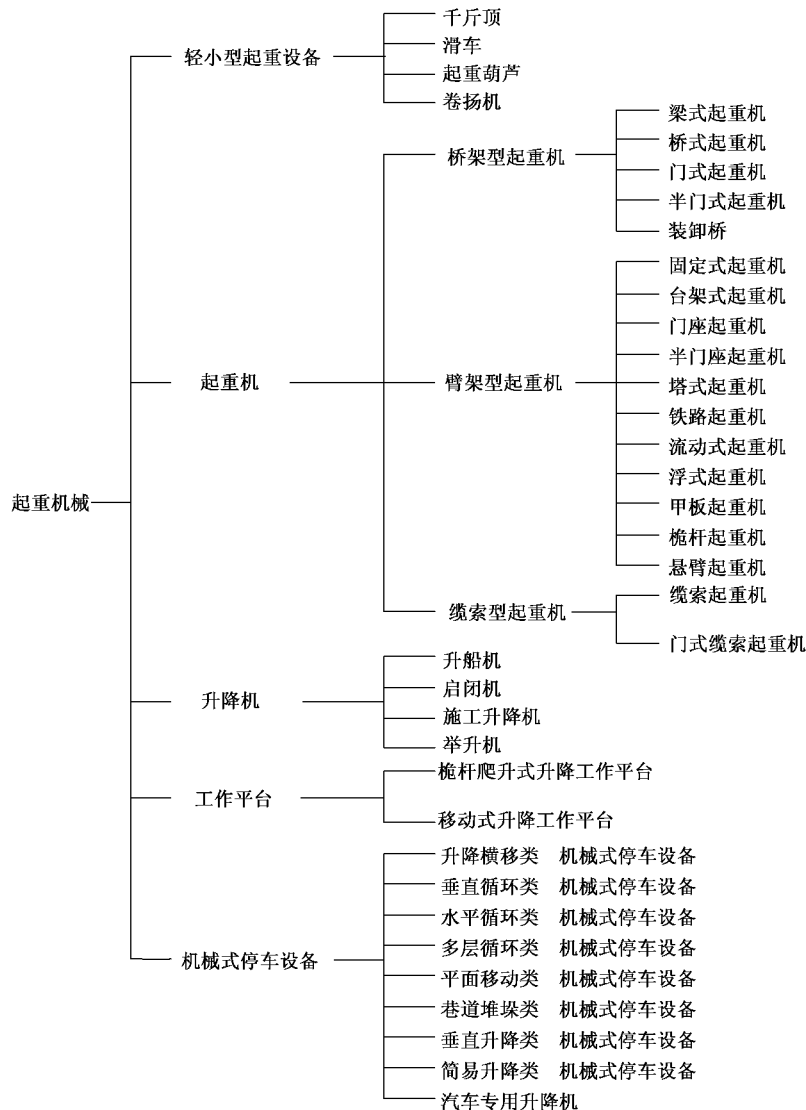 起重机械
轻小型起重设备
千斤顶
滑车
起重葫芦
卷扬机
起重机
桥架型起重机
梁式起重机
桥式起重机
门式起重机
半门式起重机
装卸桥
臂架型起重机
固定式起重机
台架式起重机
门座起重机
半门座起重机
塔式起重机
铁路起重机
流动式起重机
浮式起重机
甲板起重机
桅杆起重机
悬臂起重机
缆索型起重机
缆索起重机
门式缆索起重机
升降机
升船机
启闭机
施工升降机
举升机
工作平台
桅杆爬升式升降工作平台
移动式升降工作平台
机械式停车设备
升降横移类 机械式停车设备
垂直循环类 机械式停车设备
水平循环类 机械式停车设备
多层循环类 机械式停车设备
平面移动类 机械式停车设备
巷道堆垛类 机械式停车设备
垂直升降类 机械式停车设备
简易升降类 机械式停车设备
汽车专用升降机